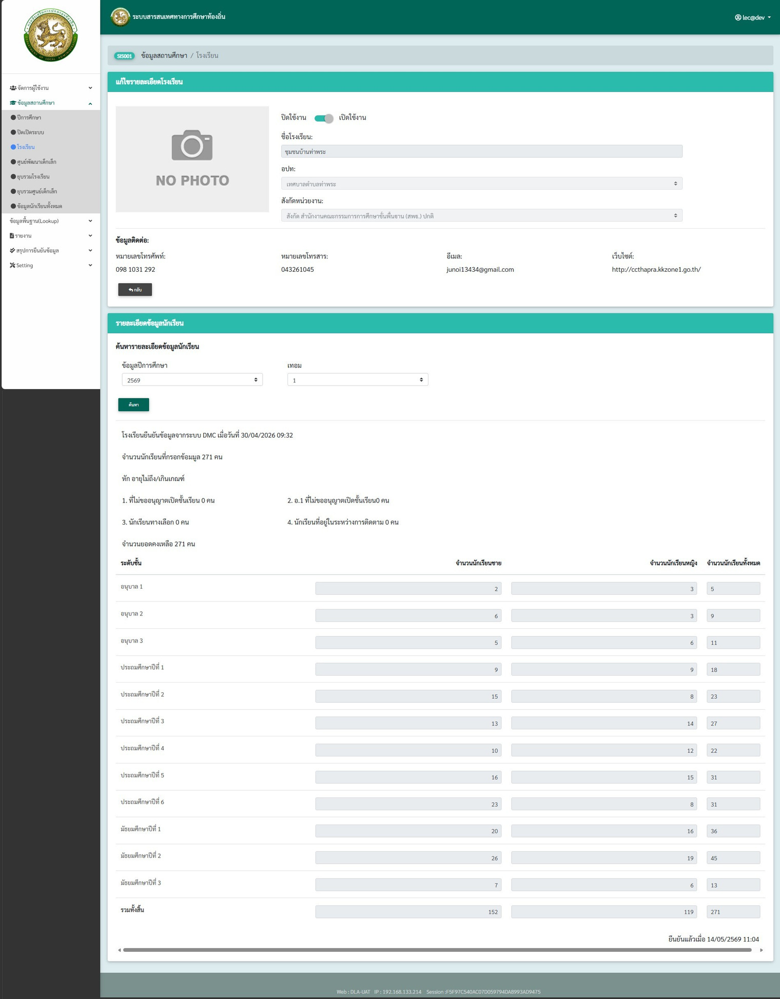 ระบบสารสนเทศทางการศึกษาท้องถิ่น
lec@dev
จัดการผู้ใช้งาน
ข้อมูลสถานศึกษา
ปีการศึกษา
ปิดเปิดระบบ
โรงเรียน
ศูนย์พัฒนาเด็กเล็ก
ยุบรวมโรงเรียน
ยุบรวมศูนย์เด็กเล็ก
ข้อมูลนักเรียนทั้งหมด
ข้อมูลพื้นฐาน(Lookup)
รายงาน
สรุปการยืนยันข้อมูล
Setting
SIS001 ข้อมูลสถานศึกษา / โรงเรียน
แก้ไขรายละเอียดโรงเรียน
NO PHOTO
ปิดใช้งาน เปิดใช้งาน
ชื่อโรงเรียน:
ชุมชนบ้านท่าพระ
อปท:
เทศบาลตำบลท่าพระ
สังกัดหน่วยงาน:
สังกัด สำนักงานคณะกรรมการการศึกษาขั้นพื้นฐาน (สพฐ.) ปกติ
ข้อมูลติดต่อ:
หมายเลขโทรศัพท์: หมายเลขโทรสาร: อีเมล: เว็บไซต์:
098 1031 292 043261045 junoi13434@gmail.com http://ccthapra.kkzone1.go.th/
กลับ
รายละเอียดข้อมูลนักเรียน
ค้นหารายละเอียดข้อมูลนักเรียน
ข้อมูลปีการศึกษา เทอม
2569 1
ค้นหา
โรงเรียนยืนยันข้อมูลจากระบบ DMC เมื่อวันที่ 30/04/2026 09:32
จำนวนนักเรียนที่กรอกข้อมมูล 271 คน
หัก อายุไม่ถึง/เกินเกณฑ์
1. ที่ไม่ขออนุญาตเปิดชั้นเรียน 0 คน 2. อ.1 ที่ไม่ขออนุญาตเปิดชั้นเรียน0 คน
3. นักเรียนทางเลือก 0 คน 4. นักเรียนที่อยู่ในระหว่างการติดตาม 0 คน
จำนวนยอดคงเหลือ 271 คน
ระดับชั้น จำนวนนักเรียนชาย จำนวนนักเรียนหญิง จำนวนนักเรียนทั้งหมด
อนุบาล 1 2 3 5
อนุบาล 2 6 3 9
อนุบาล 3 5 6 11
ประถมศึกษาปีที่ 1 9 9 18
ประถมศึกษาปีที่ 2 15 8 23
ประถมศึกษาปีที่ 3 13 14 27
ประถมศึกษาปีที่ 4 10 12 22
ประถมศึกษาปีที่ 5 16 15 31
ประถมศึกษาปีที่ 6 23 8 31
มัธยมศึกษาปีที่ 1 20 16 36
มัธยมศึกษาปีที่ 2 26 19 45
มัธยมศึกษาปีที่ 3 7 6 13
รวมทั้งสิ้น 152 119 271
ยืนยันแล้วเมื่อ 14/05/2569 11:04
Web : DLA-UAT IP : 192.168.133.214 Session :F5F97C540AC07D059794DA8993AD9475